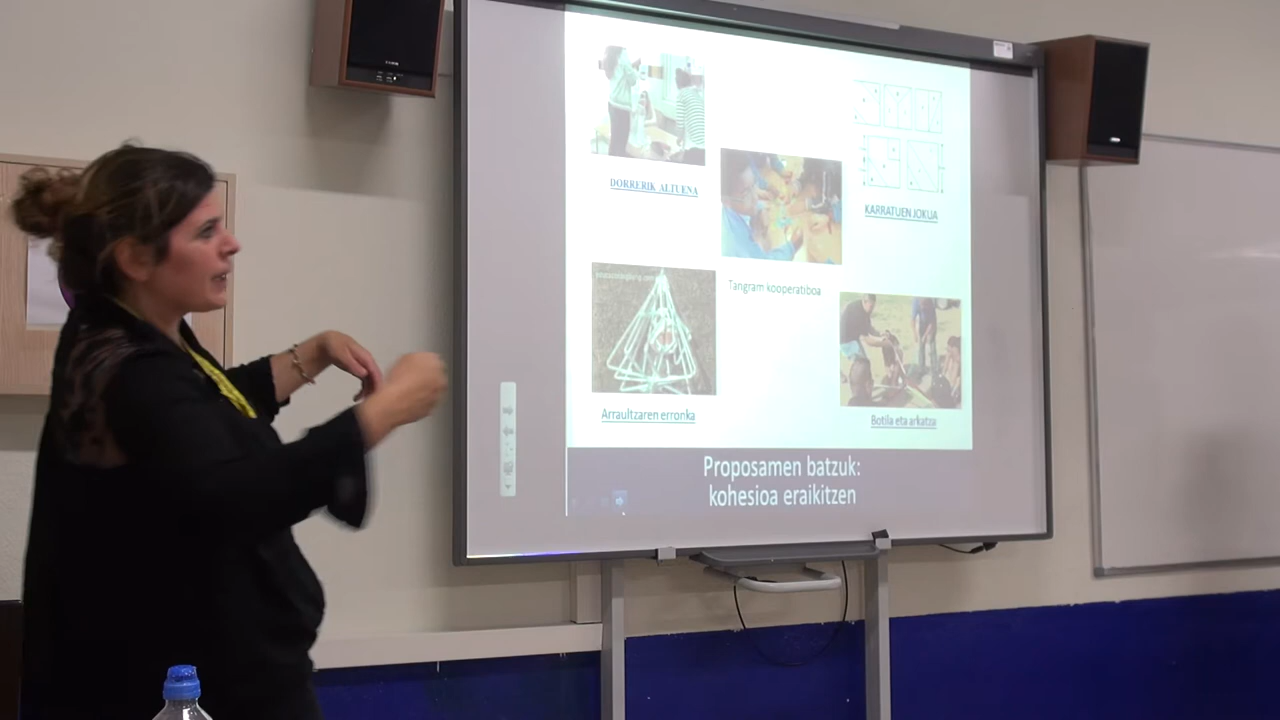 DORRERIK ALTUENA
KARRATUEN JOKUA
Tangram kooperatiboa
Arraultzaren erronka
Botila eta arkatza
Proposamen batzuk:
kohesioa eraikitzen